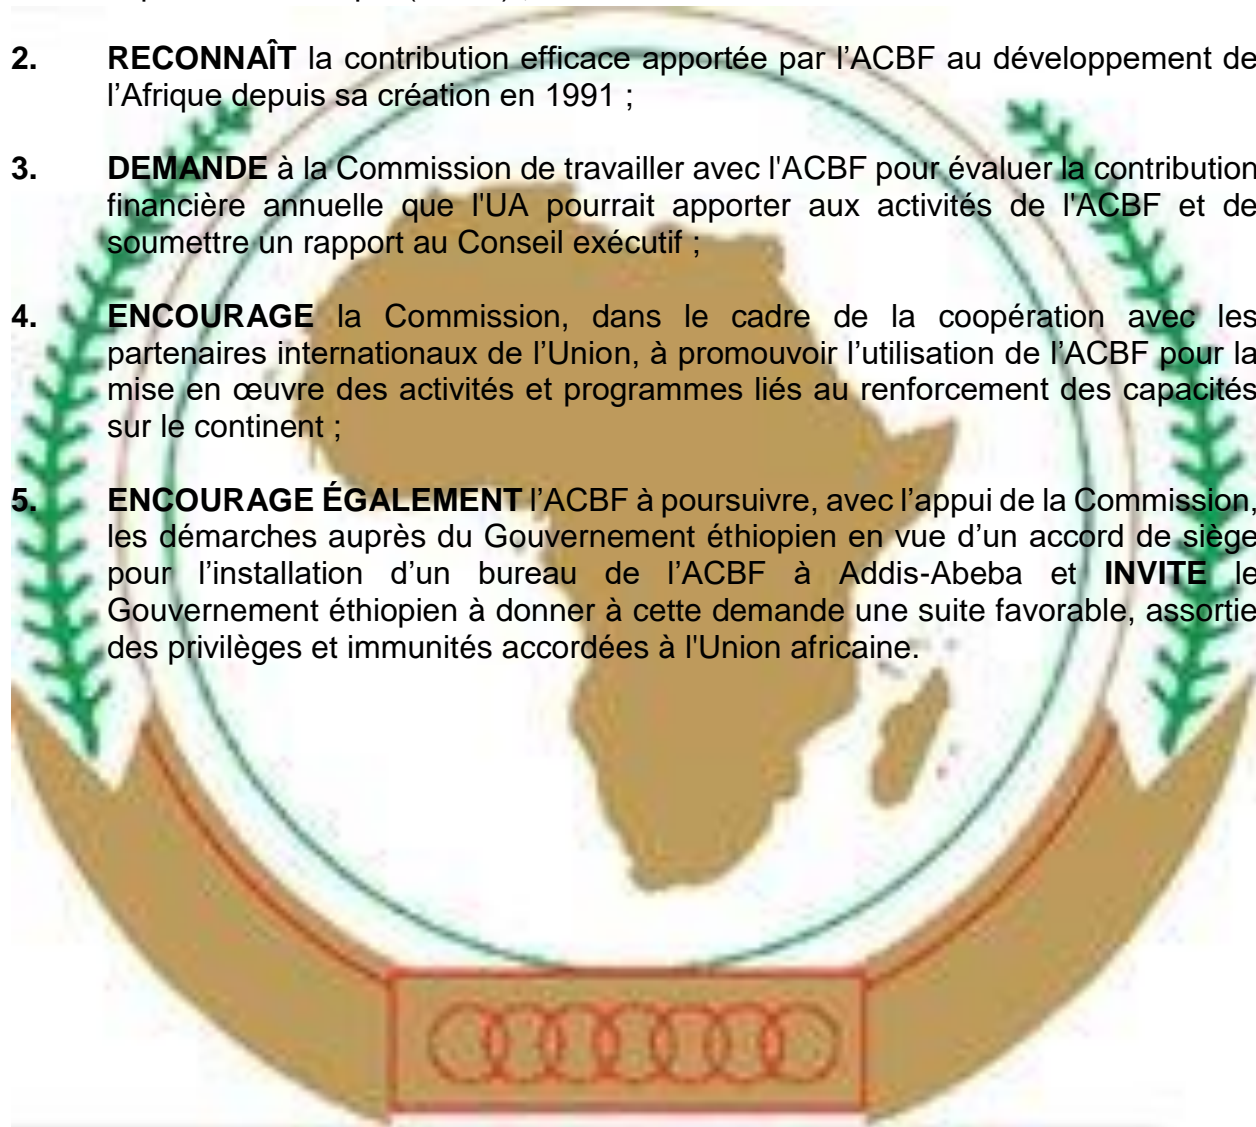 2. RECONNAÎT la contribution efficace apportée par l’ACBF au développement de
l’Afrique depuis sa création en 1991 ;
3. DEMANDE à la Commission de travailler avec l'ACBF pour évaluer la contribution
financière annuelle que l'UA pourrait apporter aux activités de l'ACBF et de
soumettre un rapport au Conseil exécutif ;
4. ENCOURAGE la Commission, dans le cadre de la coopération avec les
partenaires internationaux de l’Union, à promouvoir l’utilisation de l’ACBF pour la
mise en œuvre des activités et programmes liés au renforcement des capacités
sur le continent ;
5. ENCOURAGE ÉGALEMENT l’ACBF à poursuivre, avec l’appui de la Commission,
les démarches auprès du Gouvernement éthiopien en vue d’un accord de siège
pour l’installation d’un bureau de l’ACBF à Addis-Abeba et INVITE le
Gouvernement éthiopien à donner à cette demande une suite favorable, assortie
des privilèges et immunités accordées à l'Union africaine.